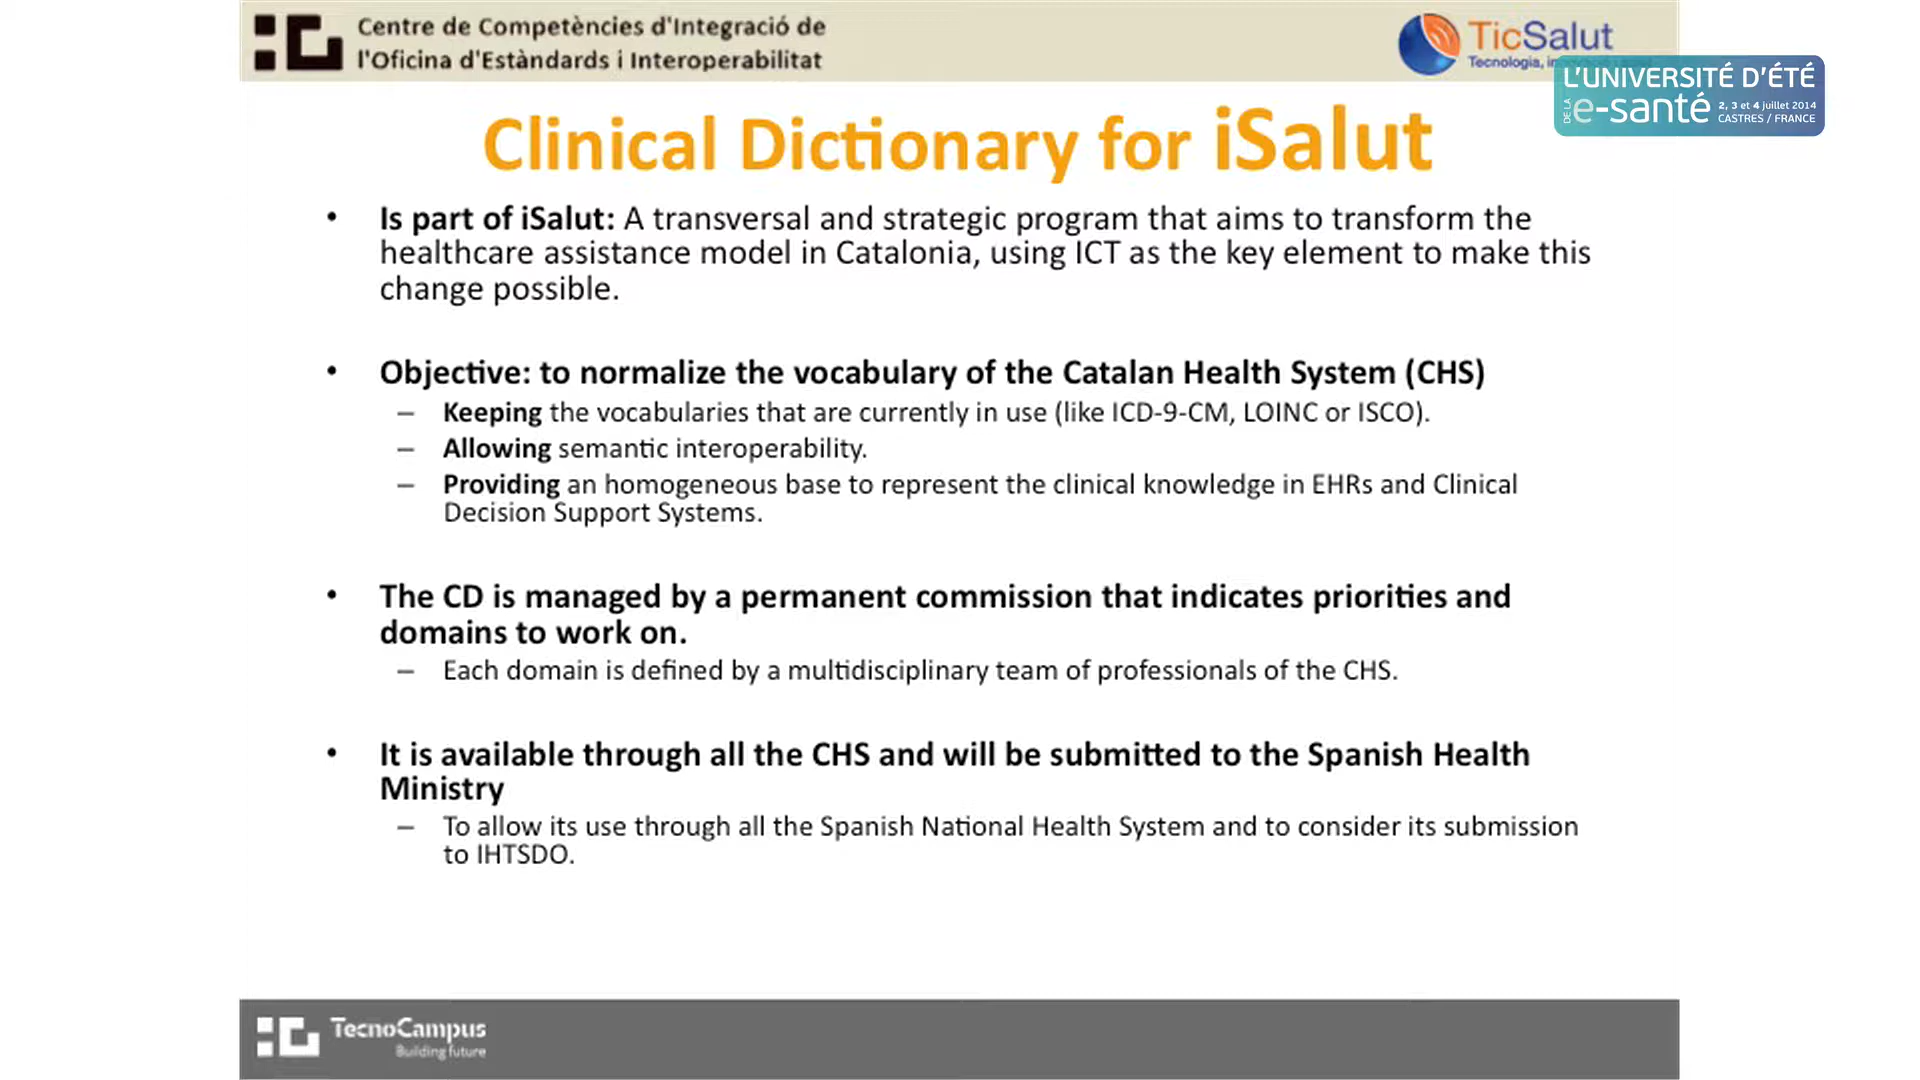 Centre de Competències d'Integració de
l'Oficina d'Estàndards i Interoperabilitat
TicSalut
Tecnologia,
L'UNIVERSITÉ D'ÉTÉ
DE LA e-santé
2, 3 et 4 juillet 2014
CASTRES / FRANCE
Clinical Dictionary for iSalut
• Is part of iSalut: A transversal and strategic program that aims to transform the
healthcare assistance model in Catalonia, using ICT as the key element to make this
change possible.
• Objective: to normalize the vocabulary of the Catalan Health System (CHS)
– Keeping the vocabularies that are currently in use (like ICD-9-CM, LOINC or ISCO).
– Allowing semantic interoperability.
– Providing an homogeneous base to represent the clinical knowledge in EHRs and Clinical
Decision Support Systems.
• The CD is managed by a permanent commission that indicates priorities and
domains to work on.
– Each domain is defined by a multidisciplinary team of professionals of the CHS.
• It is available through all the CHS and will be submitted to the Spanish Health
Ministry
– To allow its use through all the Spanish National Health System and to consider its submission
to IHTSDO.
TecnoCampus
Building future